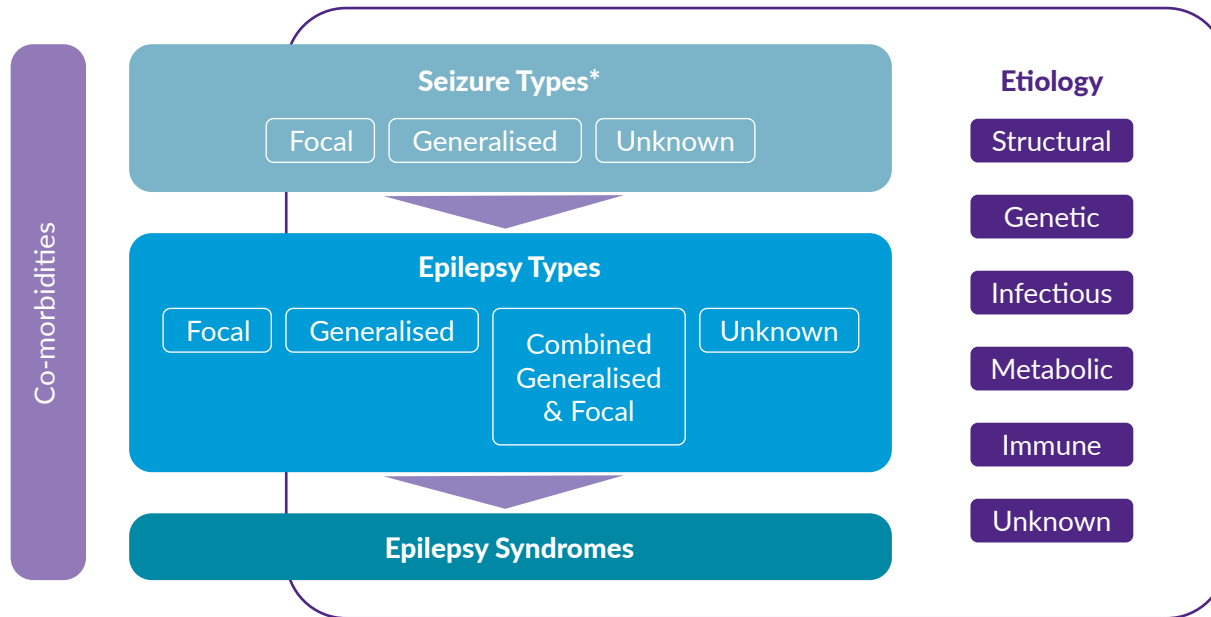 Co-morbidities
Seizure Types*
Focal
Generalised
Unknown
Epilepsy Types
Focal
Generalised
Combined
Generalised
& Focal
Unknown
Epilepsy Syndromes
Etiology
Structural
Genetic
Infectious
Metabolic
Immune
Unknown